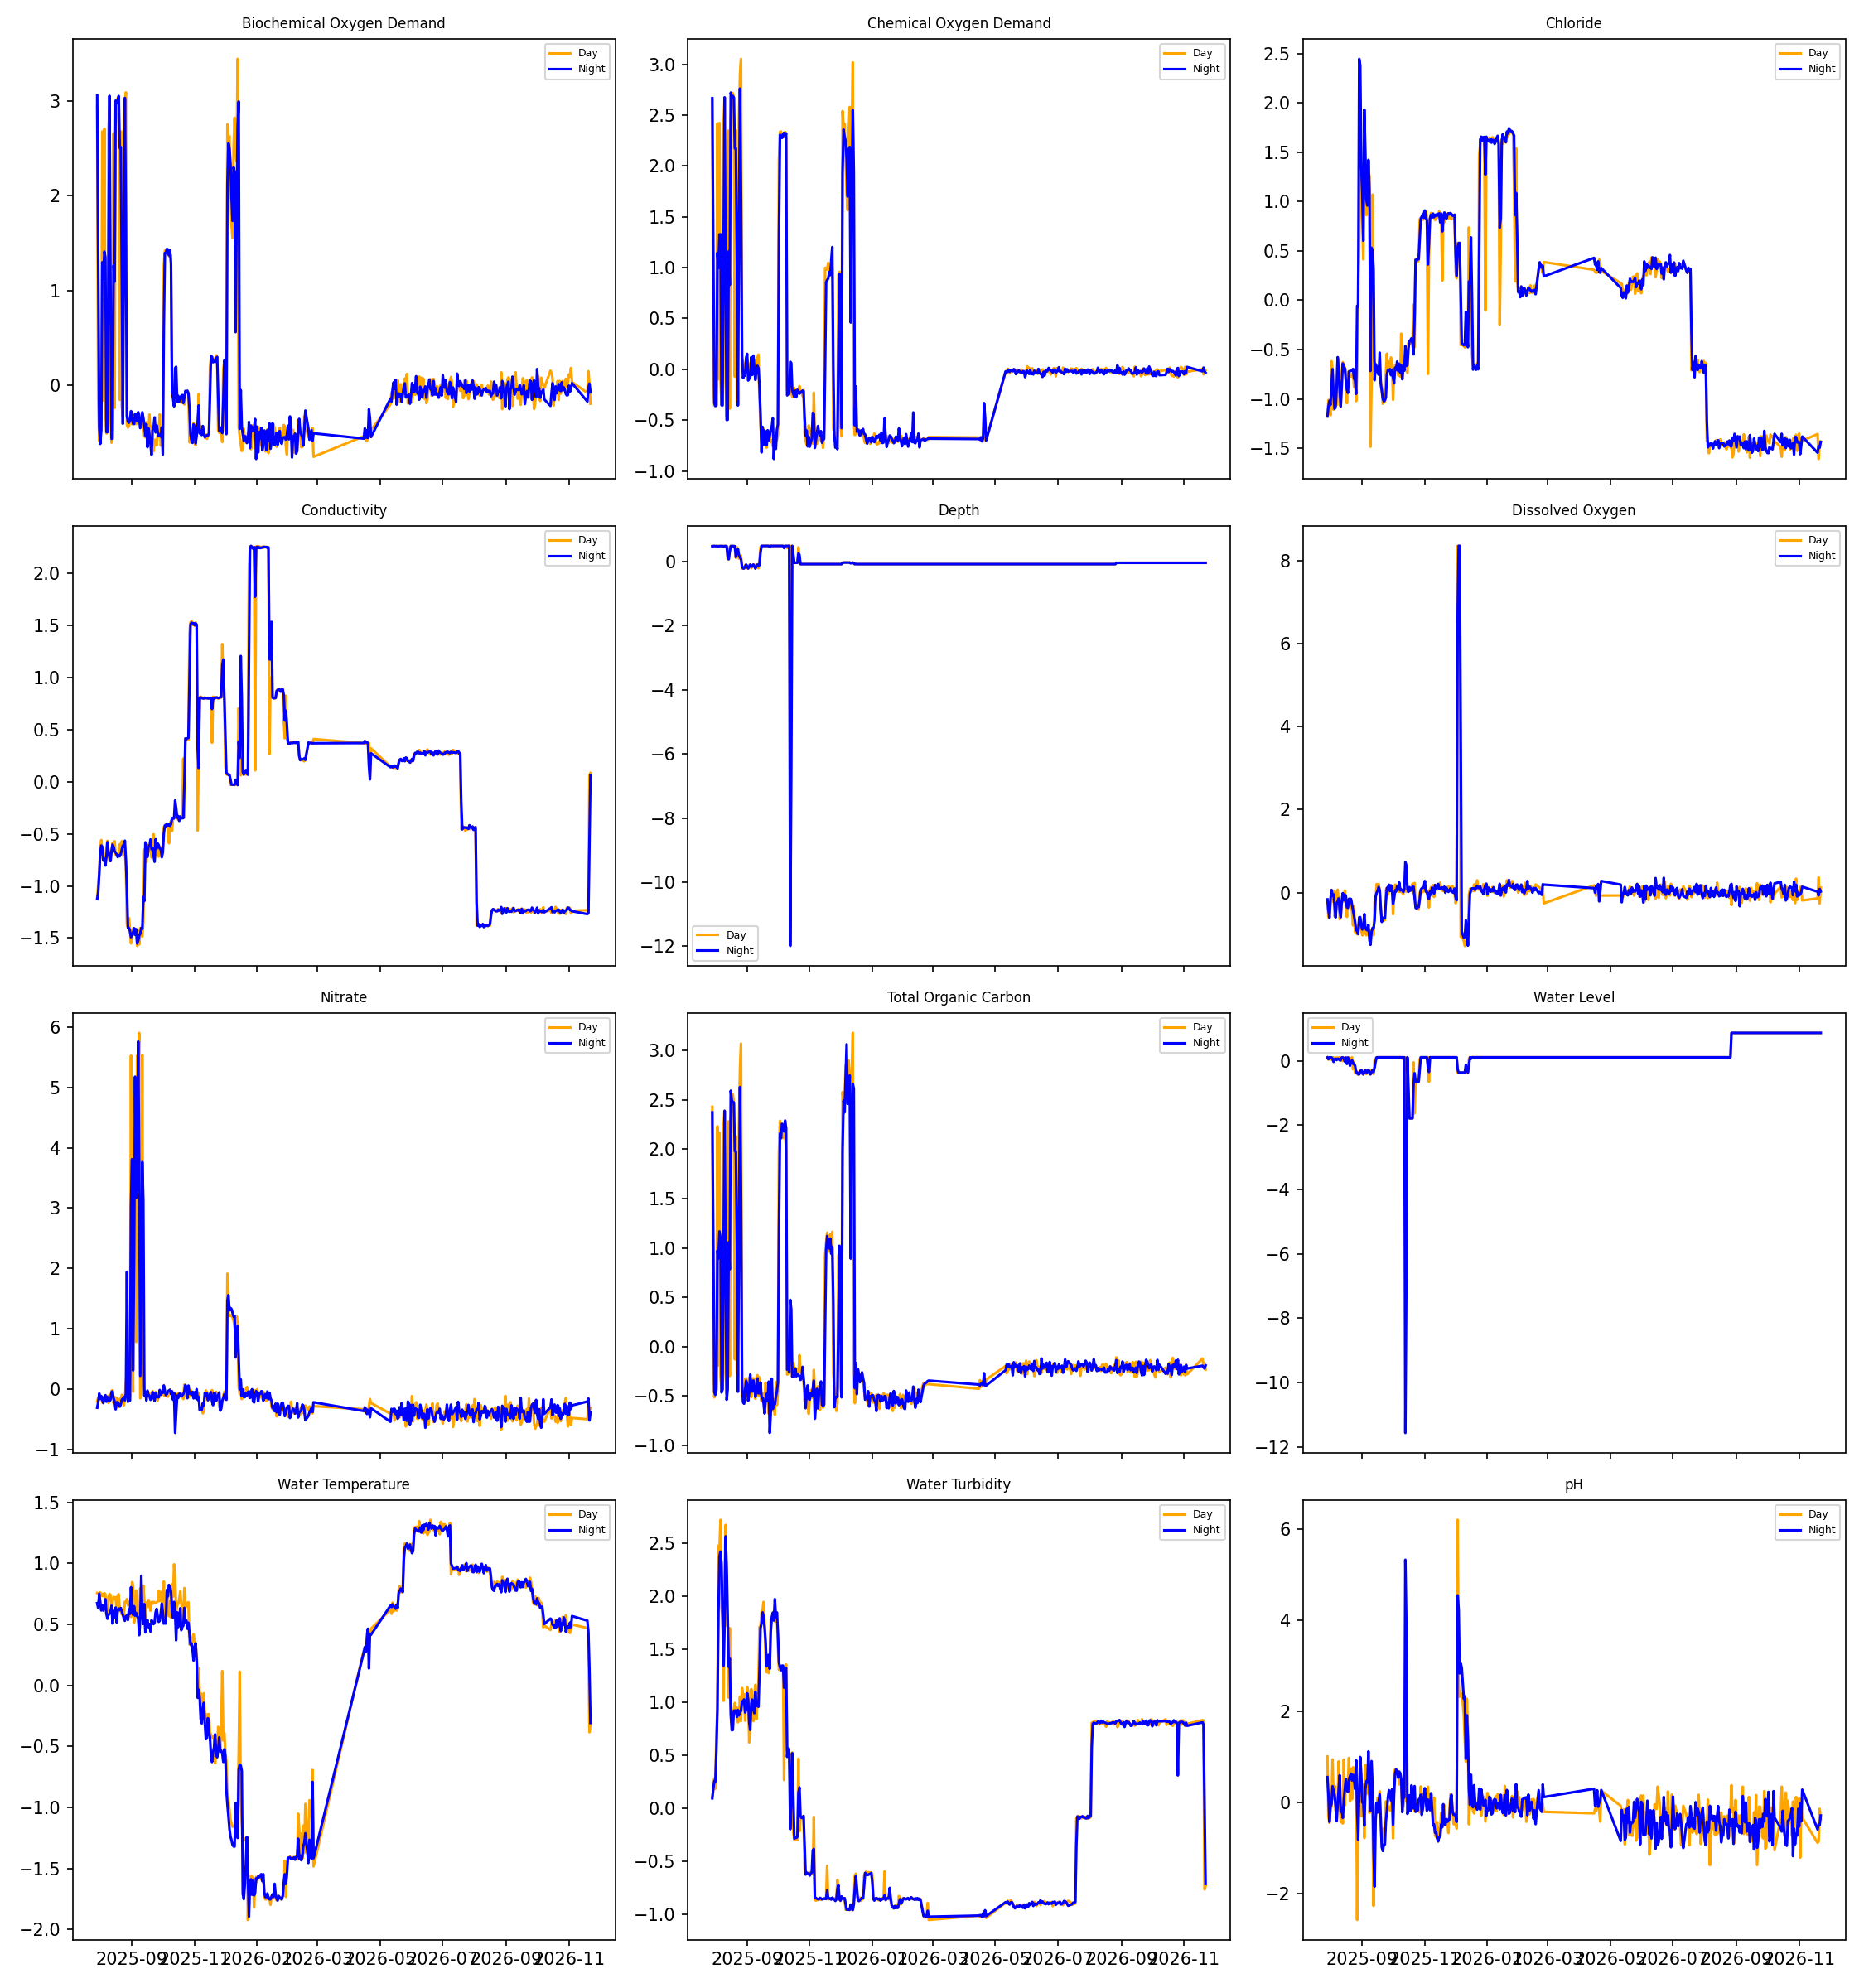 Biochemical Oxygen Demand
Day
Night
3
2
1
0
Chemical Oxygen Demand
Day
Night
3.0
2.5
2.0
1.5
1.0
0.5
0.0
−0.5
−1.0
Chloride
Day
Night
2.5
2.0
1.5
1.0
0.5
0.0
−0.5
−1.0
−1.5
Conductivity
Day
Night
2.0
1.5
1.0
0.5
0.0
−0.5
−1.0
−1.5
Depth
0
−2
−4
−6
−8
−10
−12
Day
Night
Dissolved Oxygen
Day
Night
8
6
4
2
0
Nitrate
Day
Night
6
5
4
3
2
1
0
−1
Total Organic Carbon
Day
Night
3.0
2.5
2.0
1.5
1.0
0.5
0.0
−0.5
−1.0
Water Level
Day
Night
0
−2
−4
−6
−8
−10
−12
Water Temperature
Day
Night
1.5
1.0
0.5
0.0
−0.5
−1.0
−1.5
−2.0
2025-09 2025-11 2026-01 2026-03 2026-05 2026-07 2026-09 2026-11
Water Turbidity
Day
Night
2.5
2.0
1.5
1.0
0.5
0.0
−0.5
−1.0
2025-09 2025-11 2026-01 2026-03 2026-05 2026-07 2026-09 2026-11
pH
Day
Night
6
4
2
0
−2
2025-09 2025-11 2026-01 2026-03 2026-05 2026-07 2026-09 2026-11